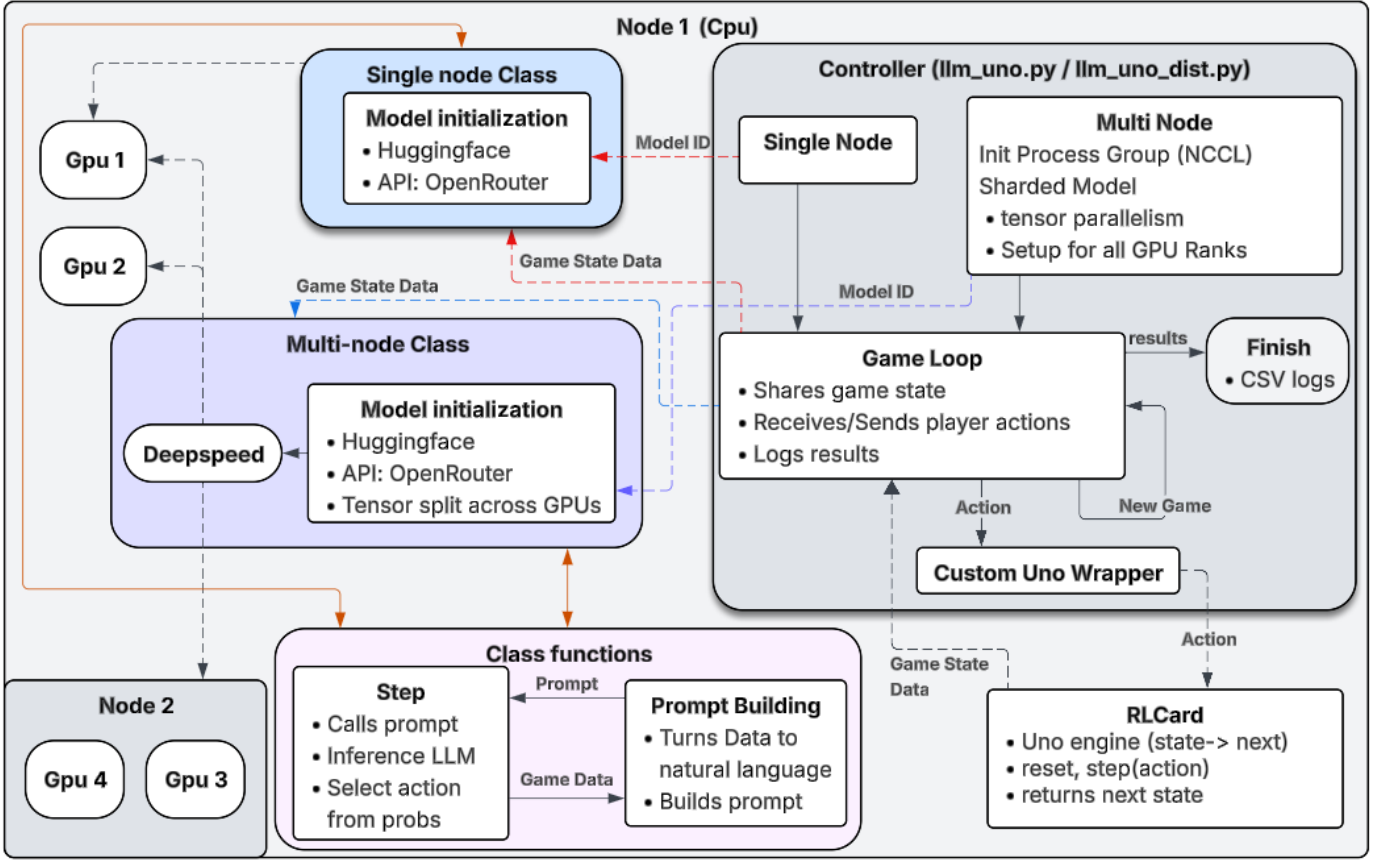 Node 1 (Cpu)
Single node Class
Model initialization
• Huggingface
• API: OpenRouter
Gpu 1
Gpu 2
Controller (llm_uno.py / llm_uno_dist.py)
Single Node
Multi Node
Init Process Group (NCCL)
Sharded Model
• tensor parallelism
• Setup for all GPU Ranks
Model ID
Game State Data
Game State Data
Model ID
Multi-node Class
Model initialization
• Huggingface
• API: OpenRouter
• Tensor split across GPUs
Deepspeed
Game Loop
• Shares game state
• Receives/Sends player actions
• Logs results
results
Finish
• CSV logs
Action
New Game
Custom Uno Wrapper
Action
Game State
Data
RLCard
• Uno engine (state-> next)
• reset, step(action)
• returns next state
Class functions
Step
• Calls prompt
• Inference LLM
• Select action
from probs
Prompt
Game Data
Prompt Building
• Turns Data to
natural language
• Builds prompt
Node 2
Gpu 4
Gpu 3